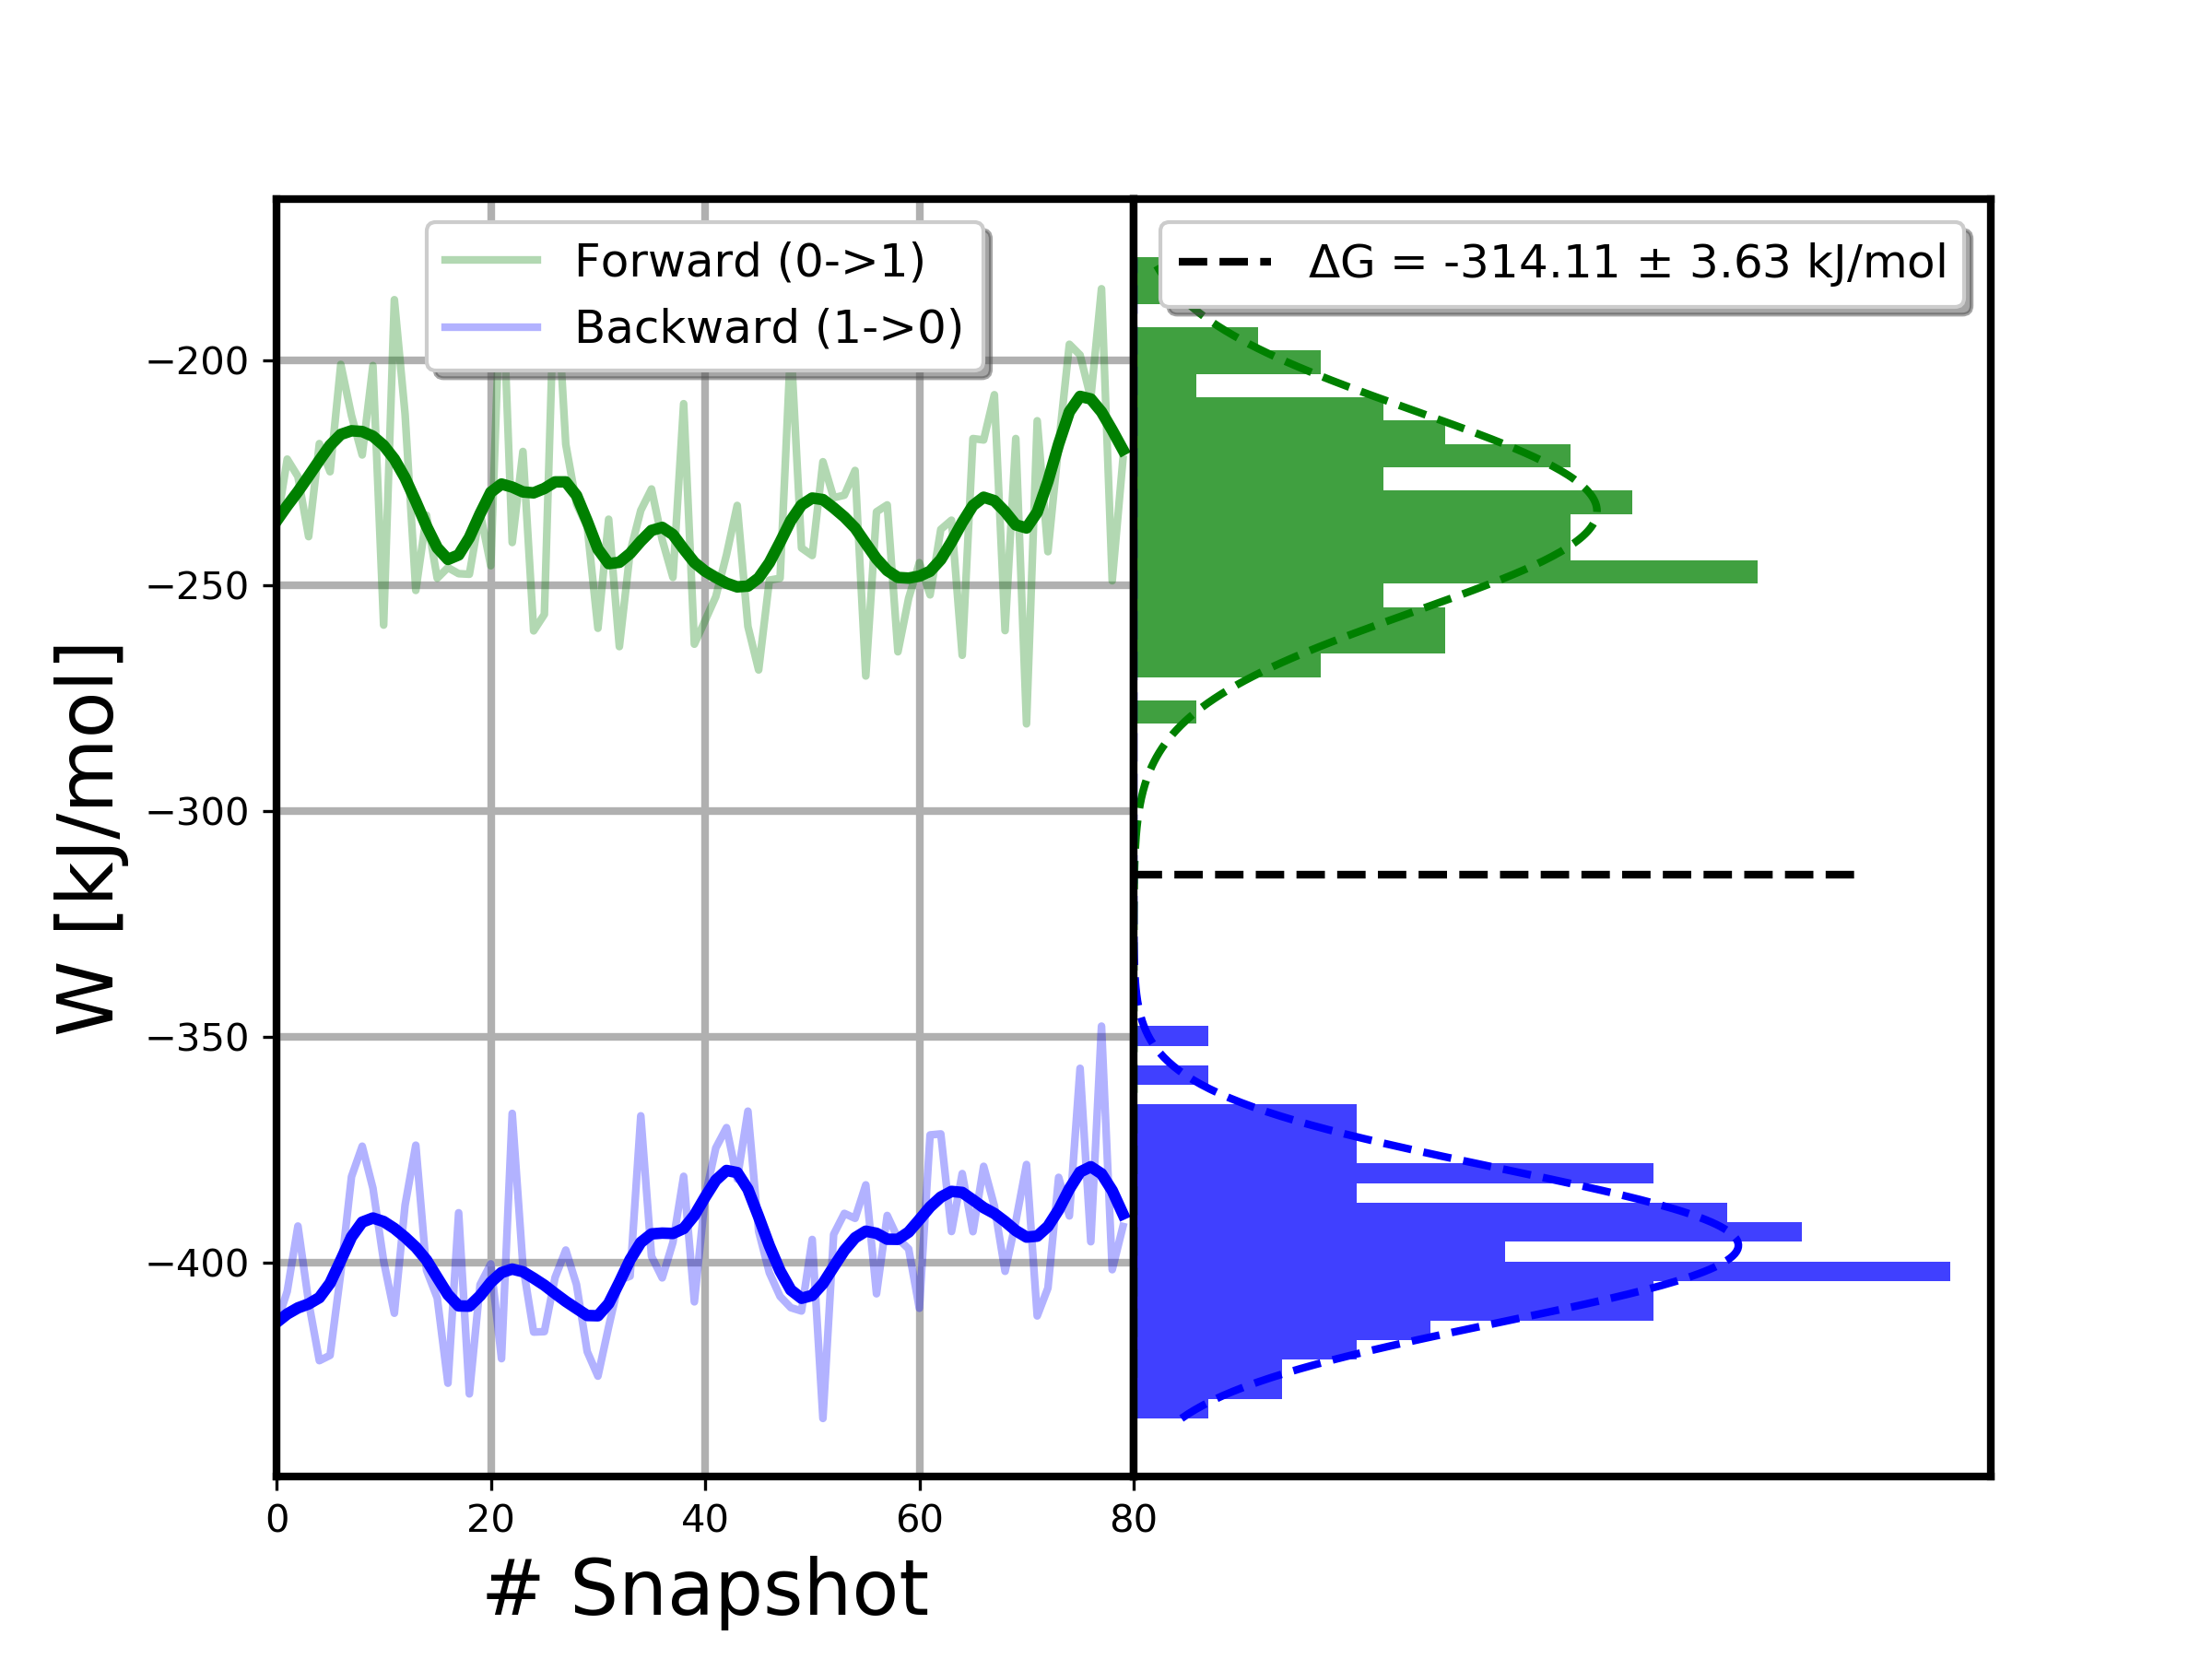 Forward (0->1)
Backward (1->0)
ΔG = -314.11 ± 3.63 kJ/mol
W [kJ/mol]
−200
−250
−300
−350
−400
0 20 40 60 80
# Snapshot